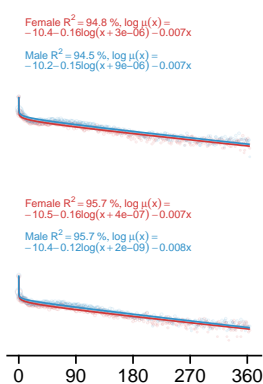 Female R² = 94.8 %, log μ(x) =
−10.4−0.16log(x + 3e−06) −0.007x
Male R² = 94.5 %, log μ(x) =
−10.2−0.15log(x + 9e−06) −0.007x
Female R² = 95.7 %, log μ(x) =
−10.5−0.16log(x + 4e−07) −0.007x
Male R² = 95.7 %, log μ(x) =
−10.4−0.12log(x + 2e−09) −0.008x
0 90 180 270 360